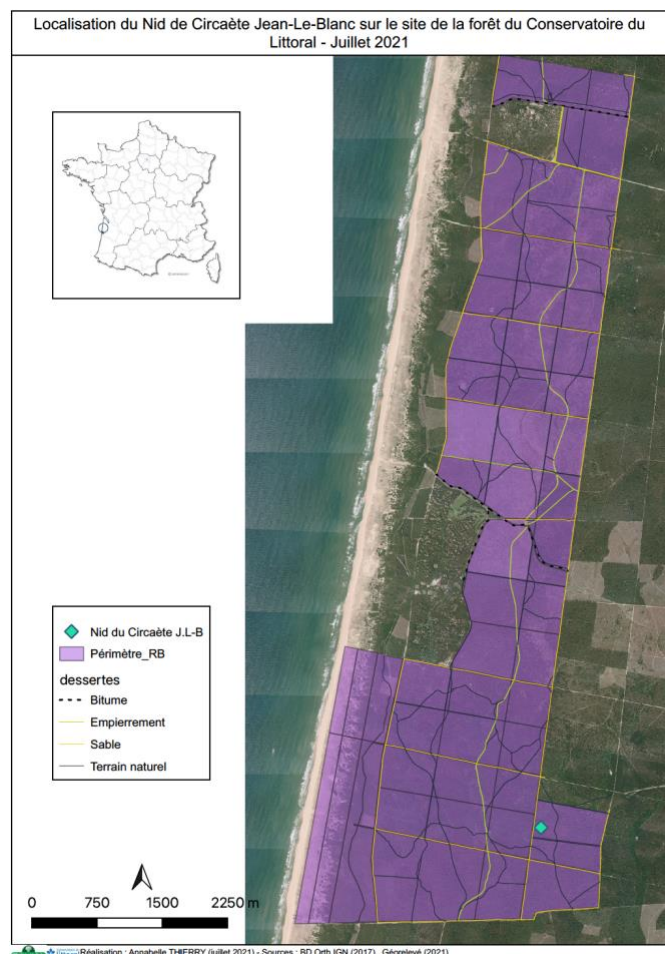 Localisation du Nid de Circaète Jean-Le-Blanc sur le site de la forêt du Conservatoire du
Littoral - Juillet 2021
Nid du Circaète J.L-B
Périmètre_RB
dessertes
Bitume
Empierrement
Sable
Terrain naturel
0 750 1500 2250 m
Réalisation : Annabelle THIERRY (juillet 2021) - Sources : BD Orth IGN (2017), Géorelevé (2021)